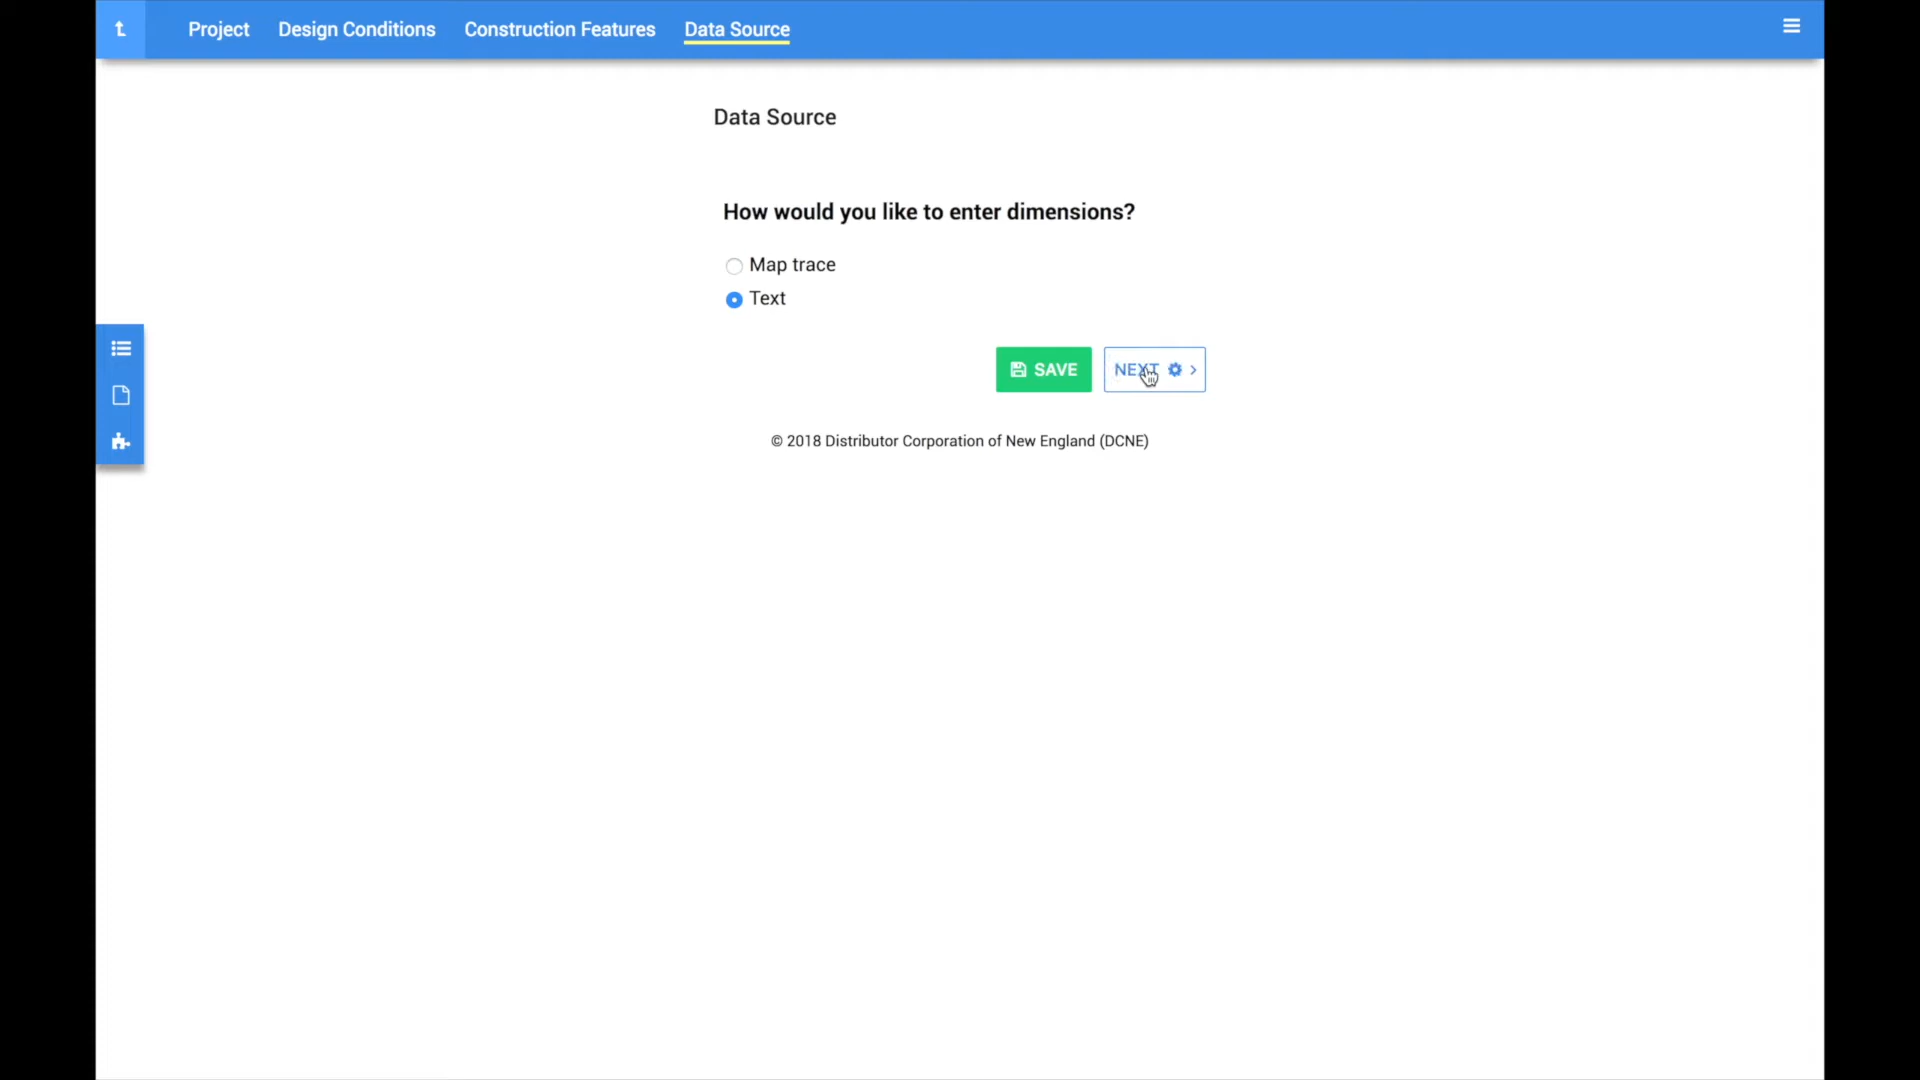 t Project Design Conditions Construction Features Data Source
Data Source
How would you like to enter dimensions?
Map trace
Text
SAVE NEXT
© 2018 Distributor Corporation of New England (DCNE)